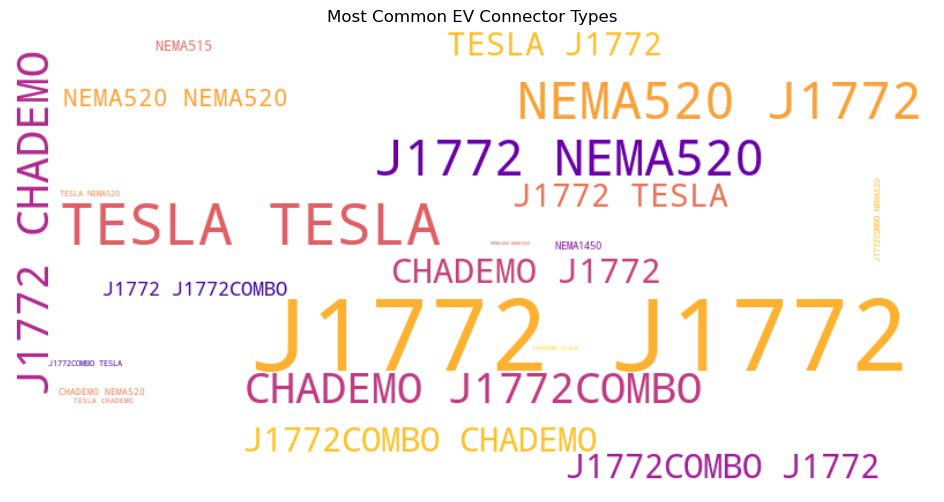 Most Common EV Connector Types
NEMA515
TESLA J1772
J1772 CHADEMO
NEMA520 NEMA520
NEMA520 J1772
J1772 NEMA520
TESLA NEMA520
J1772 TESLA
J1772COMBO NEMA520
TESLA TESLA
NEMA1450
CHADEMO J1772
J1772 J1772COMBO
J1772 J1772
CHADEMO TESLA
J1772COMBO TESLA
CHADEMO J1772COMBO
CHADEMO NEMA520
TESLA CHADEMO
J1772COMBO CHADEMO
J1772COMBO J1772